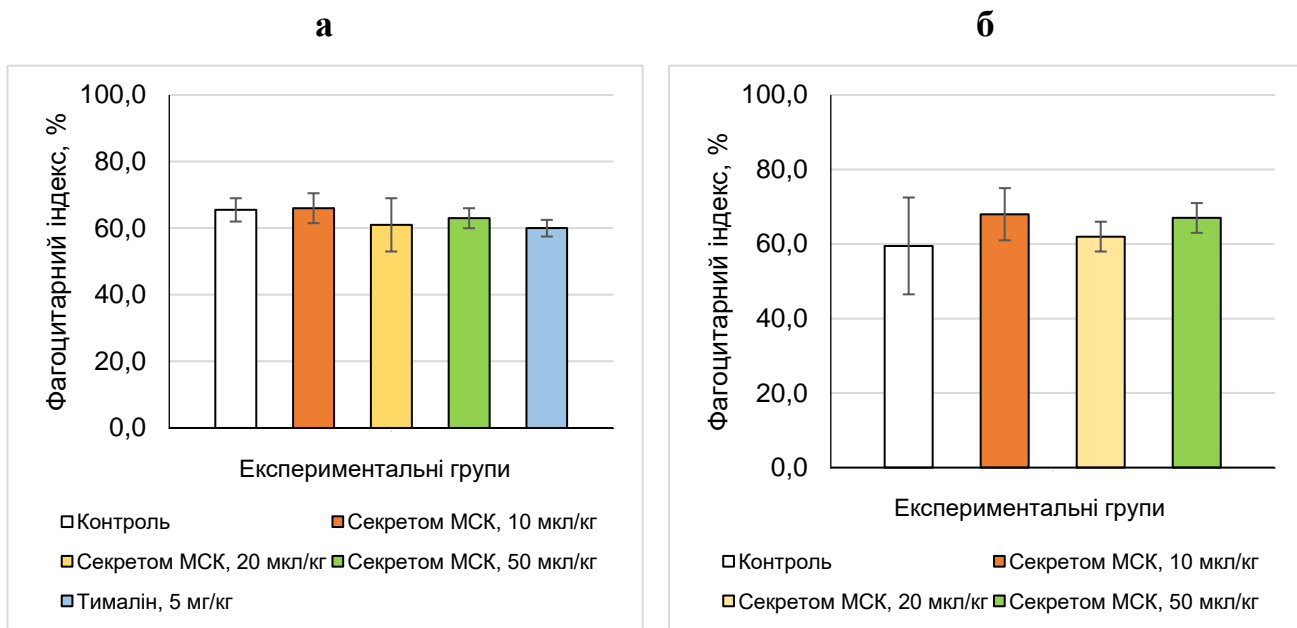 а
Фагоцитарний індекс, %
100,0
80,0
60,0
40,0
20,0
0,0
Експериментальні групи
Контроль
Секретом МСК, 10 мкл/кг
Секретом МСК, 20 мкл/кг
Секретом МСК, 50 мкл/кг
Тималін, 5 мг/кг
б
Фагоцитарний індекс, %
100,0
80,0
60,0
40,0
20,0
0,0
Експериментальні групи
Контроль
Секретом МСК, 10 мкл/кг
Секретом МСК, 20 мкл/кг
Секретом МСК, 50 мкл/кг